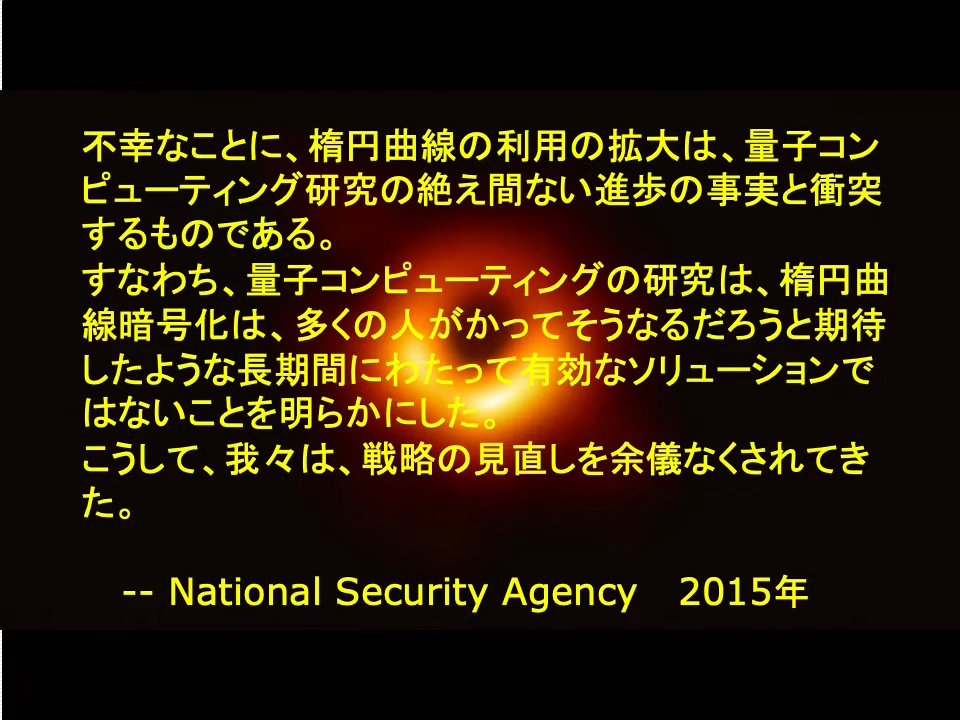 不幸なことに、楕円曲線の利用の拡大は、量子コン
ピューティング研究の絶え間ない進歩の事実と衝突
するものである。
すなわち、量子コンピューティングの研究は、楕円曲
線暗号化は、多くの人がかってそうなるだろうと期待
したような長期間にわたって有効なソリューションで
はないことを明らかにした。
こうして、我々は、戦略の見直しを余儀なくされてき
た。
-- National Security Agency 2015年